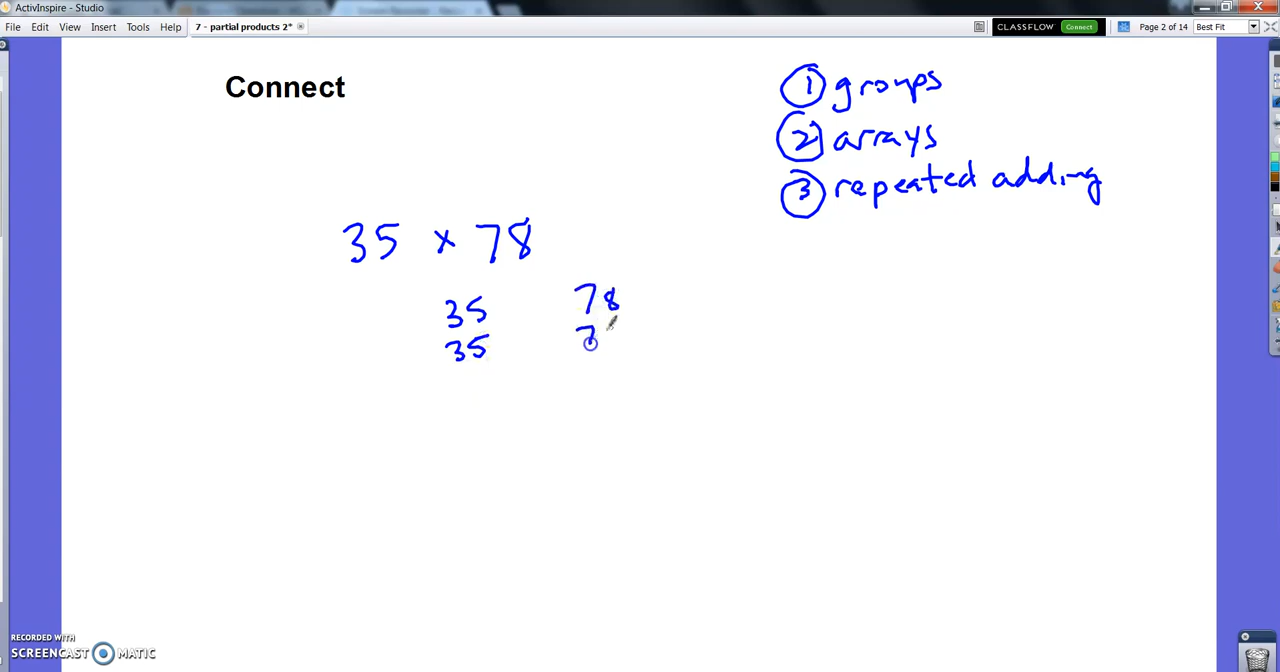 ActivInspire - Studio
File Edit View Insert Tools Help
7 - partial products 2*
CLASSFLOW Connect
Page 2 of 14
Best Fit
Connect
① groups
② arrays
③ repeated adding
35 × 78
35 78
35 7
RECORDED WITH
SCREENCAST MATIC